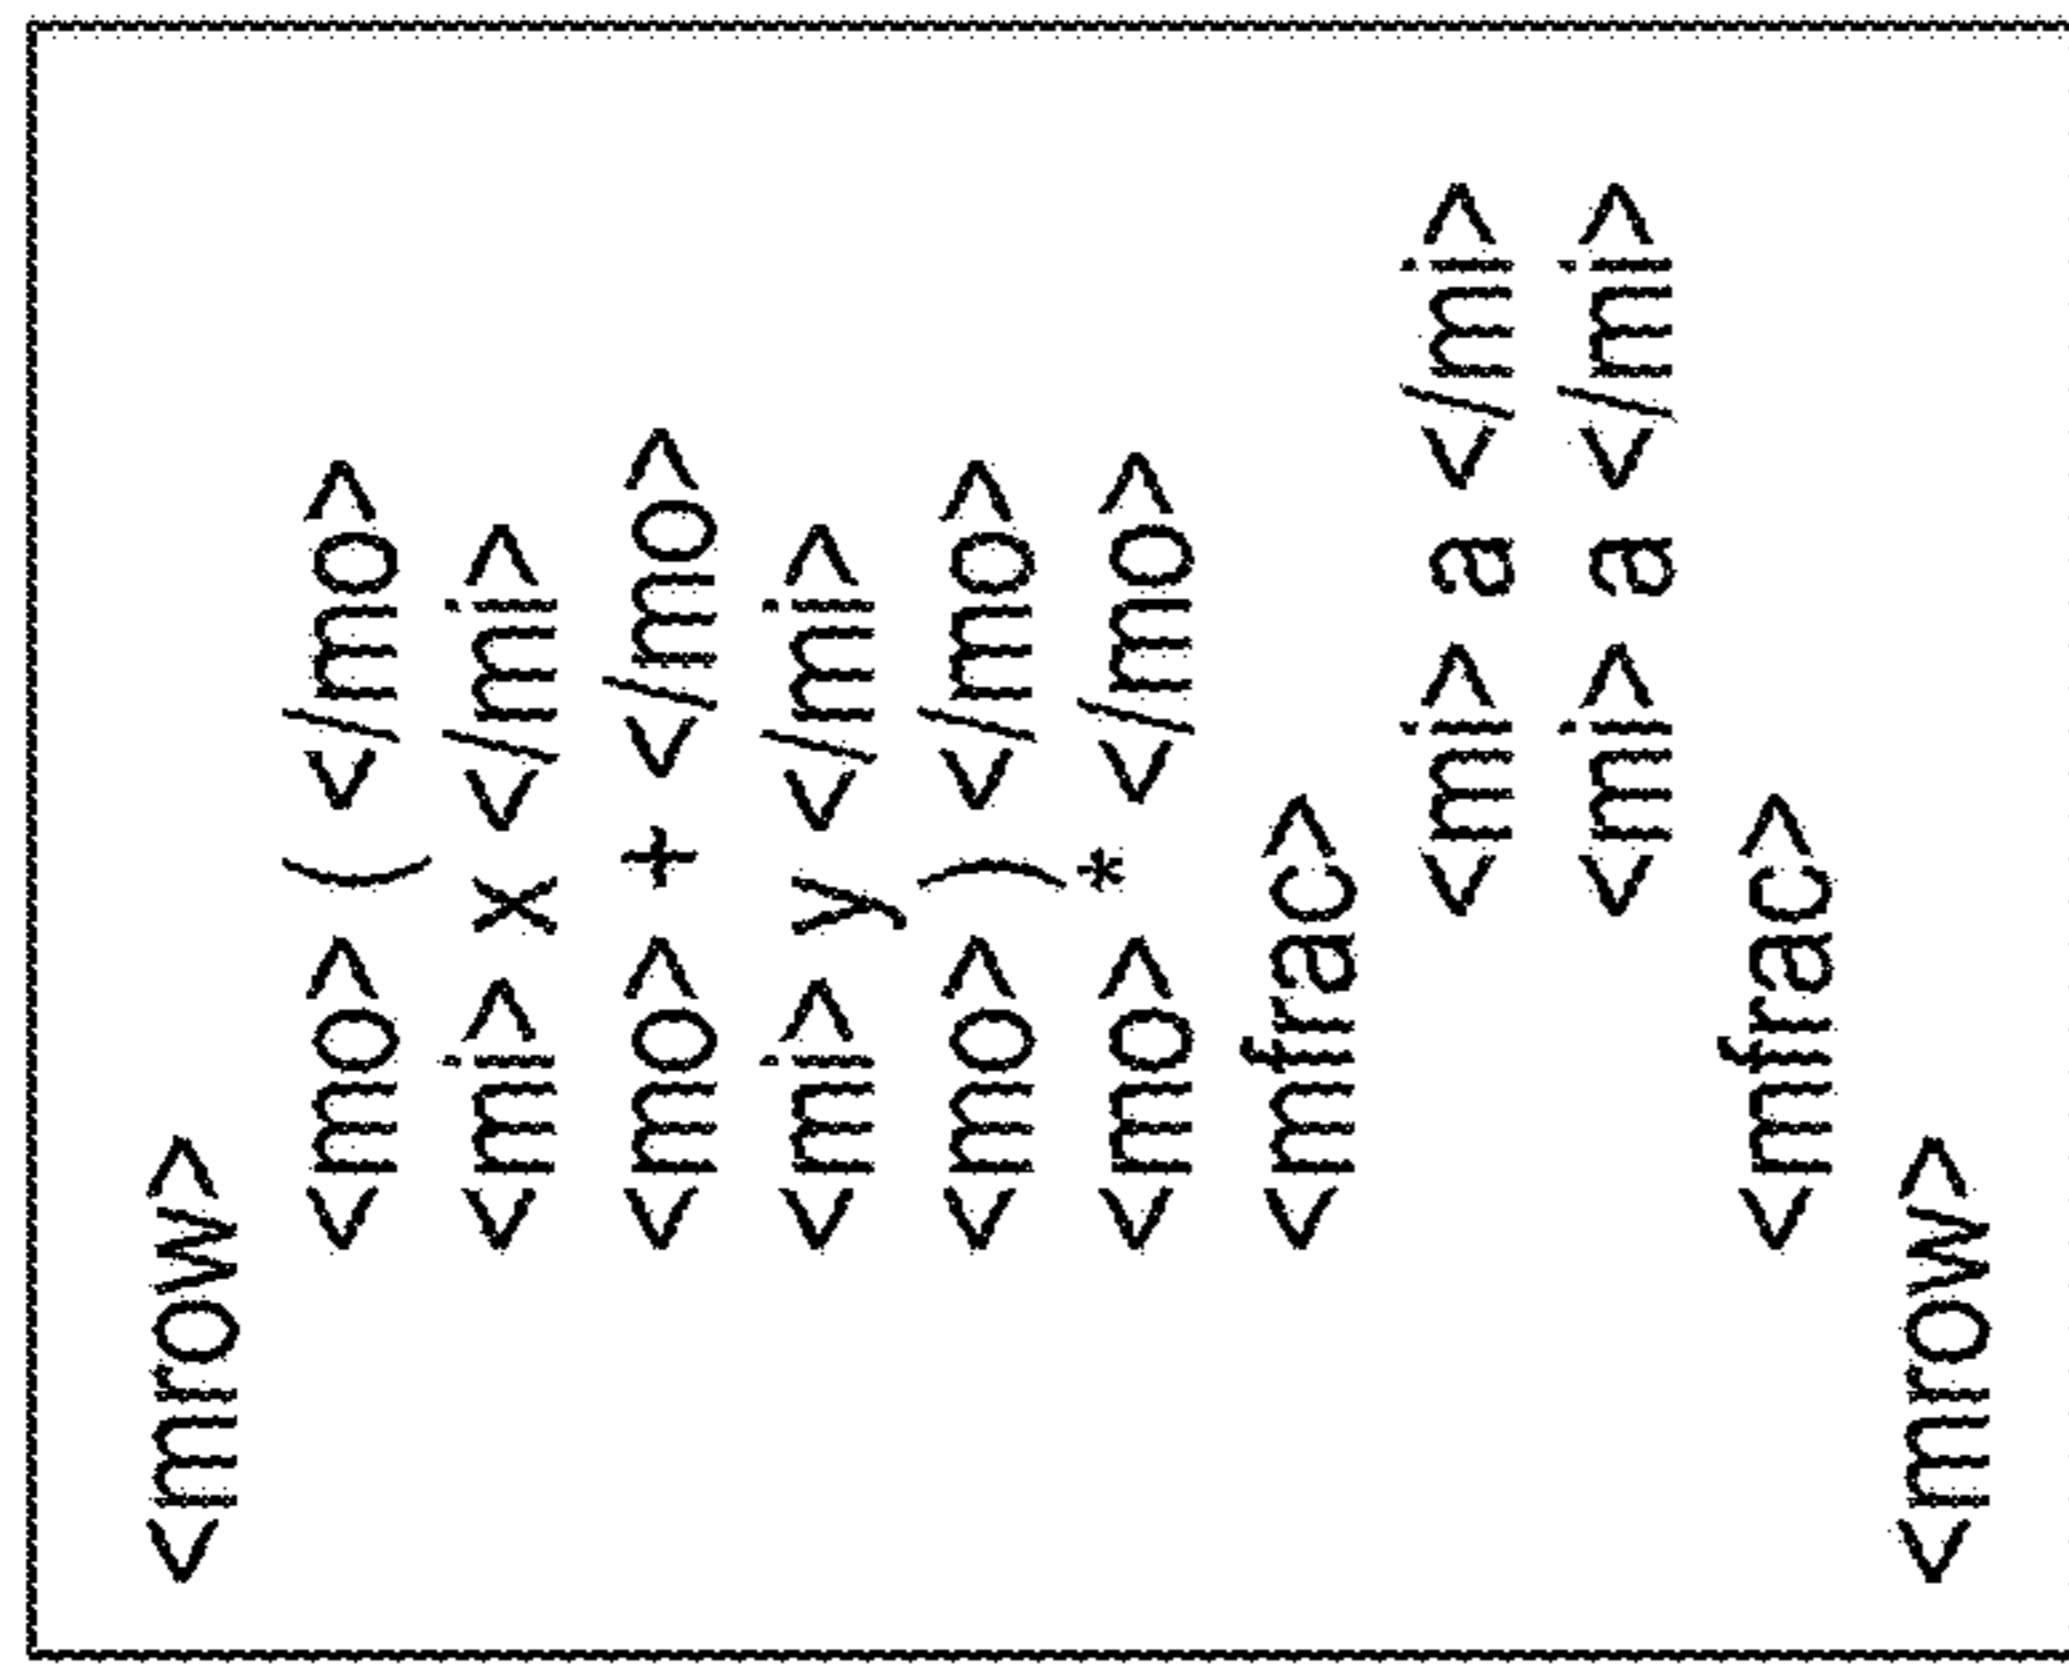 <mrow>
<mo> ( </mo>
<mi> x </mi>
<mo> + </mo>
<mi> y </mi>
<mo> ) </mo>
<mo> * </mo>
<mfrac>
<mi> a </mi>
<mi> a </mi>
<mfrac>
<mrow>